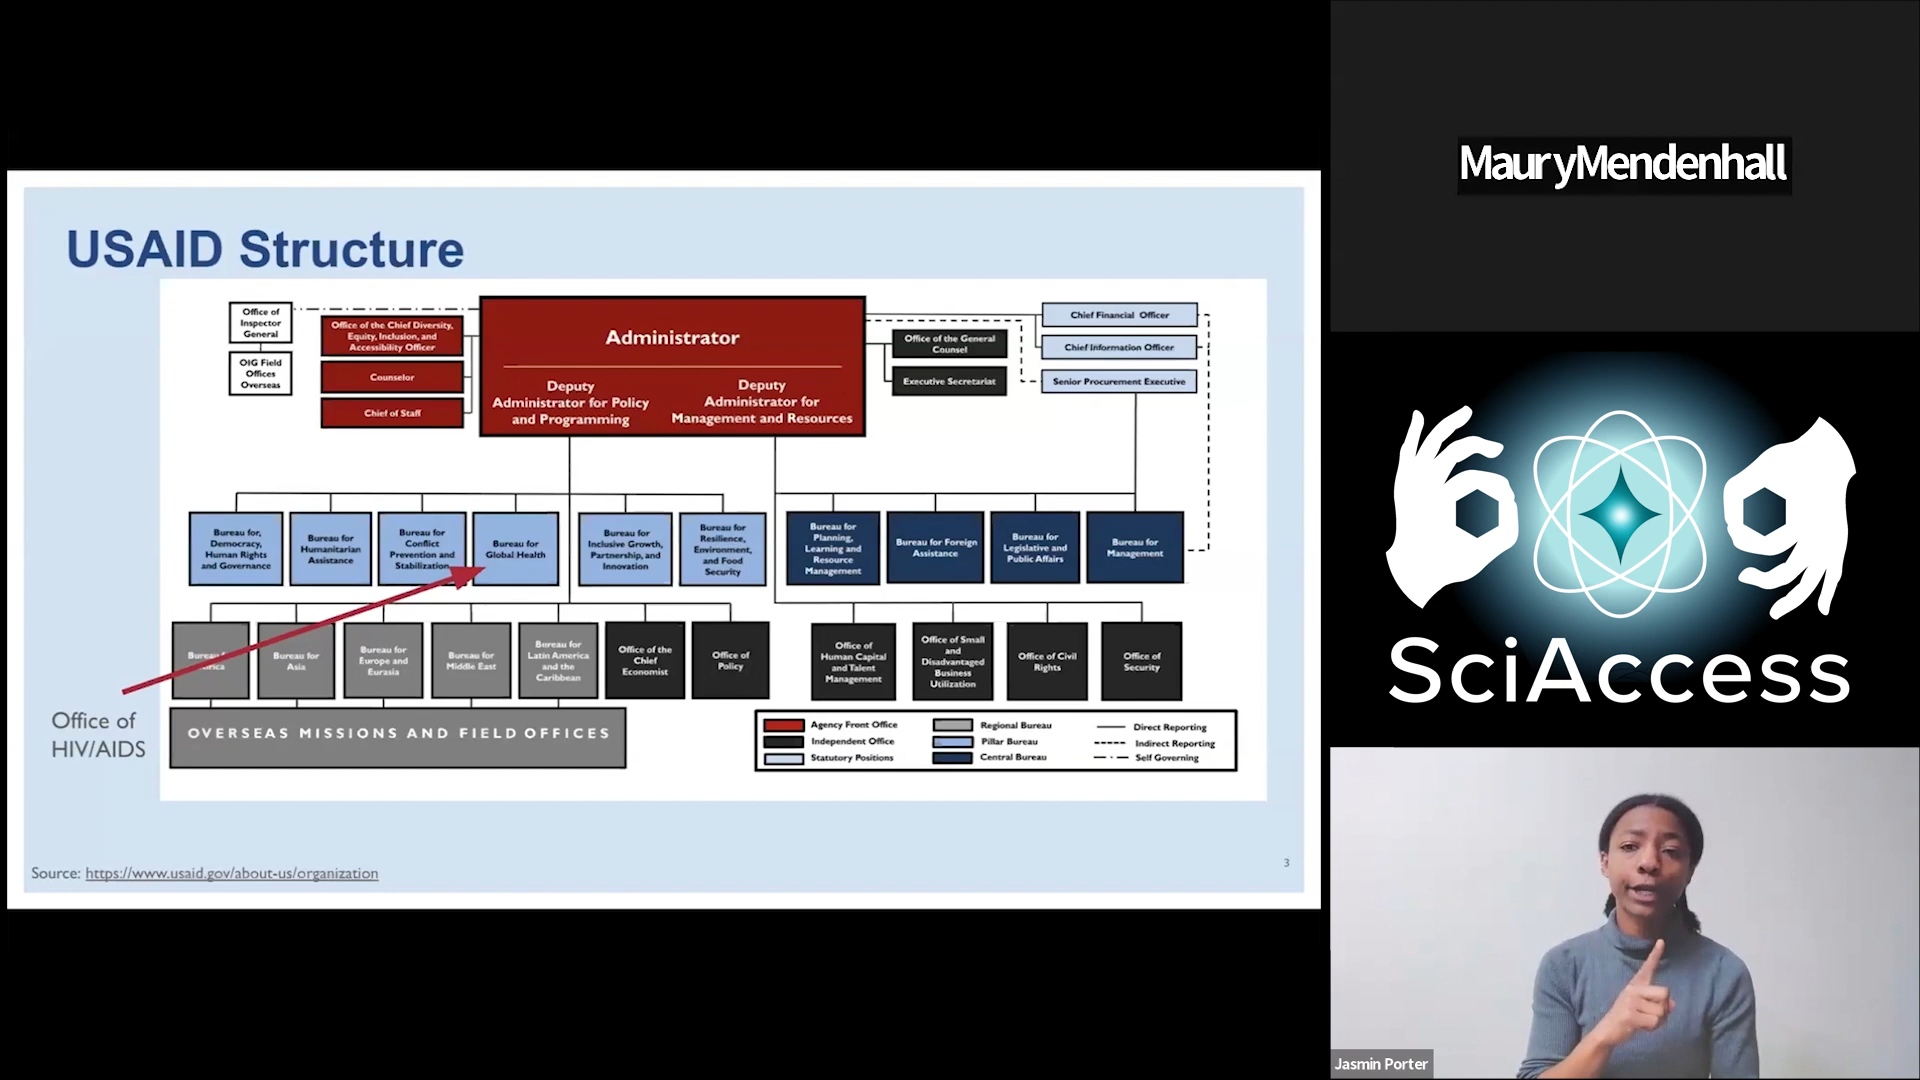 MauryMendenhall
USAID Structure
Office of
Inspector
General
OIG Field
Offices
Overseas
Office of the Chief Diversity,
Equity, Inclusion, and
Accessibility Officer
Counselor
Chief of Staff
Administrator
Deputy
Administrator for Policy
and Programming
Deputy
Administrator for
Management and Resources
Office of the General
Counsel
Executive Secretariat
Chief Financial Officer
Chief Information Officer
Senior Procurement Executive
Bureau for,
Democracy,
Human Rights
and Governance
Bureau for
Humanitarian
Assistance
Bureau for
Conflict
Prevention and
Stabilization
Bureau for
Global Health
Bureau for
Inclusive Growth,
Partnership, and
Innovation
Bureau for
Resilience,
Environment,
and Food
Security
Bureau for
Planning,
Learning and
Resource
Management
Bureau for Foreign
Assistance
Bureau for
Legislative and
Public Affairs
Bureau for
Management
Bureau for
Asia
Bureau for
Europe and
Eurasia
Bureau for
Middle East
Bureau for
Latin America
and the
Caribbean
Office of the
Chief
Economist
Office of
Policy
Office of
Human Capital
and Talent
Management
Office of Small
and
Disadvantaged
Business
Utilization
Office of Civil
Rights
Office of
Security
OVERSEAS MISSIONS AND FIELD OFFICES
Office of
HIV/AIDS
Agency Front Office
Independent Office
Statutory Positions
Regional Bureau
Pillar Bureau
Central Bureau
Direct Reporting
Indirect Reporting
Self Governing
Source: https://www.usaid.gov/about-us/organization
3
SciAccess
Jasmin Porter